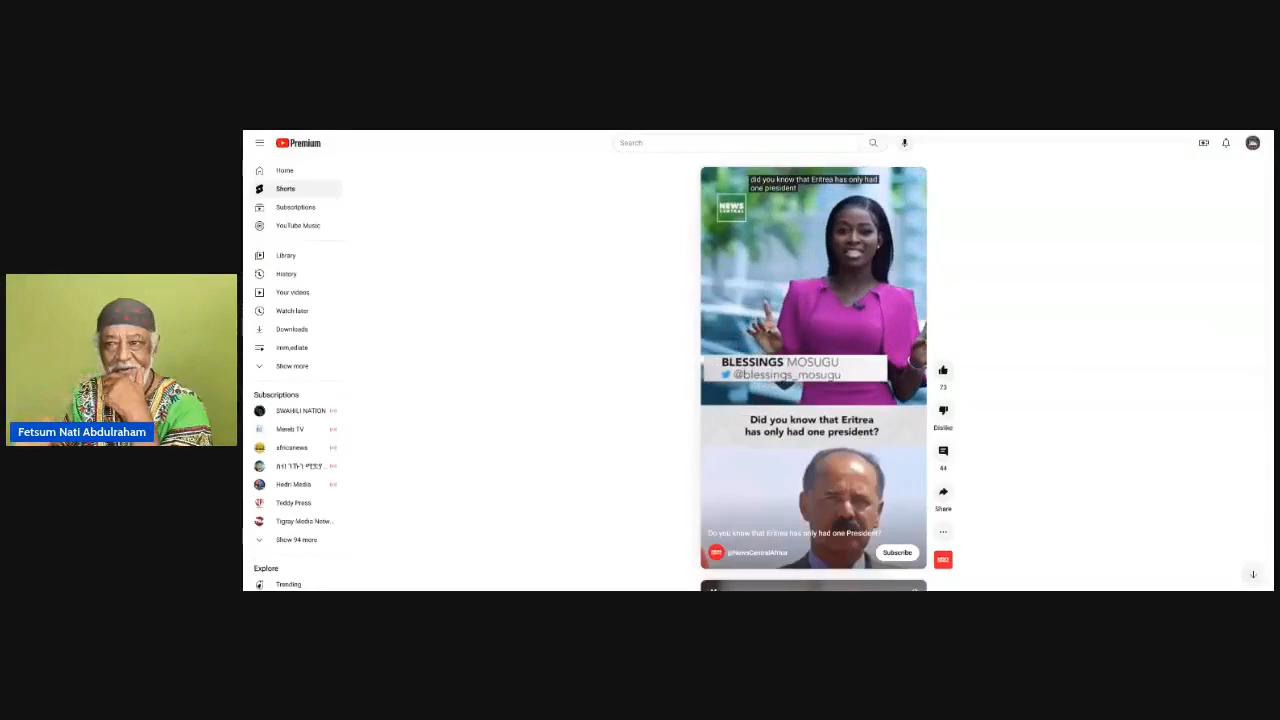 Premium
Search
Home
Shorts
Subscriptions
YouTube Music
Library
History
Your videos
Watch later
Downloads
imm,ediate
Show more
Subscriptions
SWAHILI NATION
Mereb TV
africanews
Hedri Media
Teddy Press
Tigray Media Netw...
Show 94 more
Explore
Trending
Fetsum Nati Abdulraham
did you know that Eritrea has only had
one president
NEWS
CENTRAL
BLESSINGS MOSUGU
@blessings_mosugu
Did you know that Eritrea
has only had one president?
Do you know that Eritrea has only had one President?
@NewsCentralAfrica
Subscribe
73
Dislike
44
Share